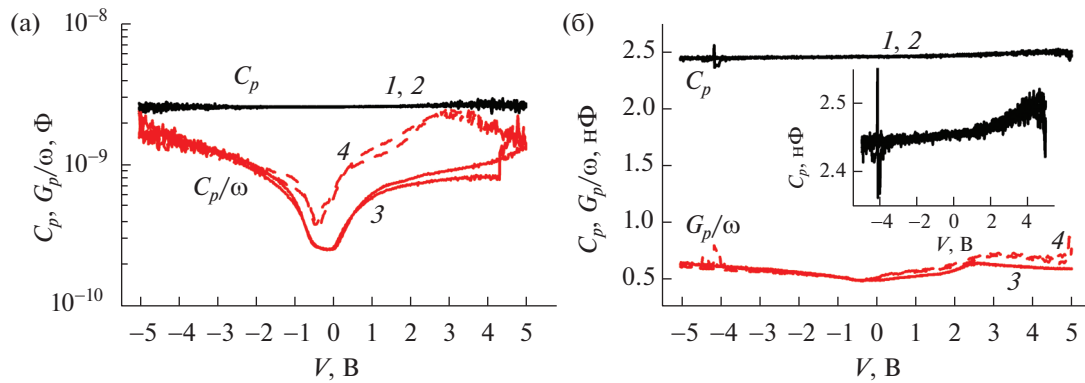 (а)
10⁻⁸
10⁻⁹
10⁻¹⁰
C_p, G_p/ω, Ф
C_p
1, 2
4
C_p/ω
3
−5 −4 −3 −2 −1 0 1 2 3 4 5
V, В
(б)
2.5
2.0
1.5
1.0
0.5
C_p, G_p/ω, нФ
1, 2
C_p
2.5
2.4
C_p, нФ
−4 −2 0 2 4
V, В
G_p/ω
4
3
−5 −4 −3 −2 −1 0 1 2 3 4 5
V, В